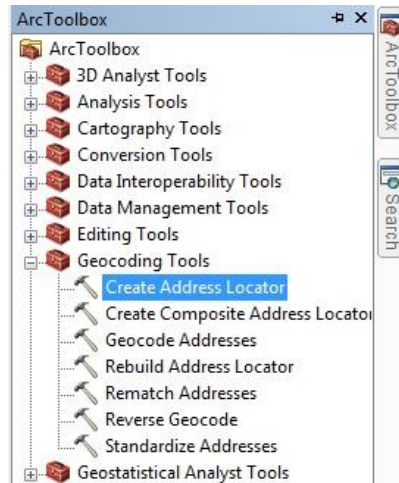 ArcToolbox
ArcToolbox
3D Analyst Tools
Analysis Tools
Cartography Tools
Conversion Tools
Data Interoperability Tools
Data Management Tools
Editing Tools
Geocoding Tools
Create Address Locator
Create Composite Address Locator
Geocode Addresses
Rebuild Address Locator
Rematch Addresses
Reverse Geocode
Standardize Addresses
Geostatistical Analyst Tools
ArcToolbox
Search